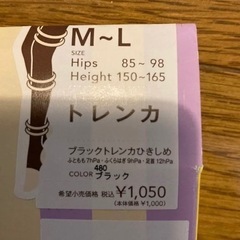 M~L
SIZE
Hips 85~98
Height 150~165
トレンカ
ブラックトレンカひきしめ
ふともも7hPa・ふくらはぎ9hPa・足首12hPa
480
COLOR ブラック
希望小売価格 税込 ¥1,050
(本体価格 ¥1,000)